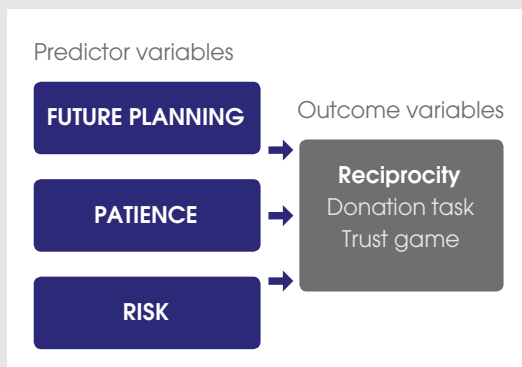 Predictor variables
FUTURE PLANNING
PATIENCE
RISK
Outcome variables
Reciprocity
Donation task
Trust game